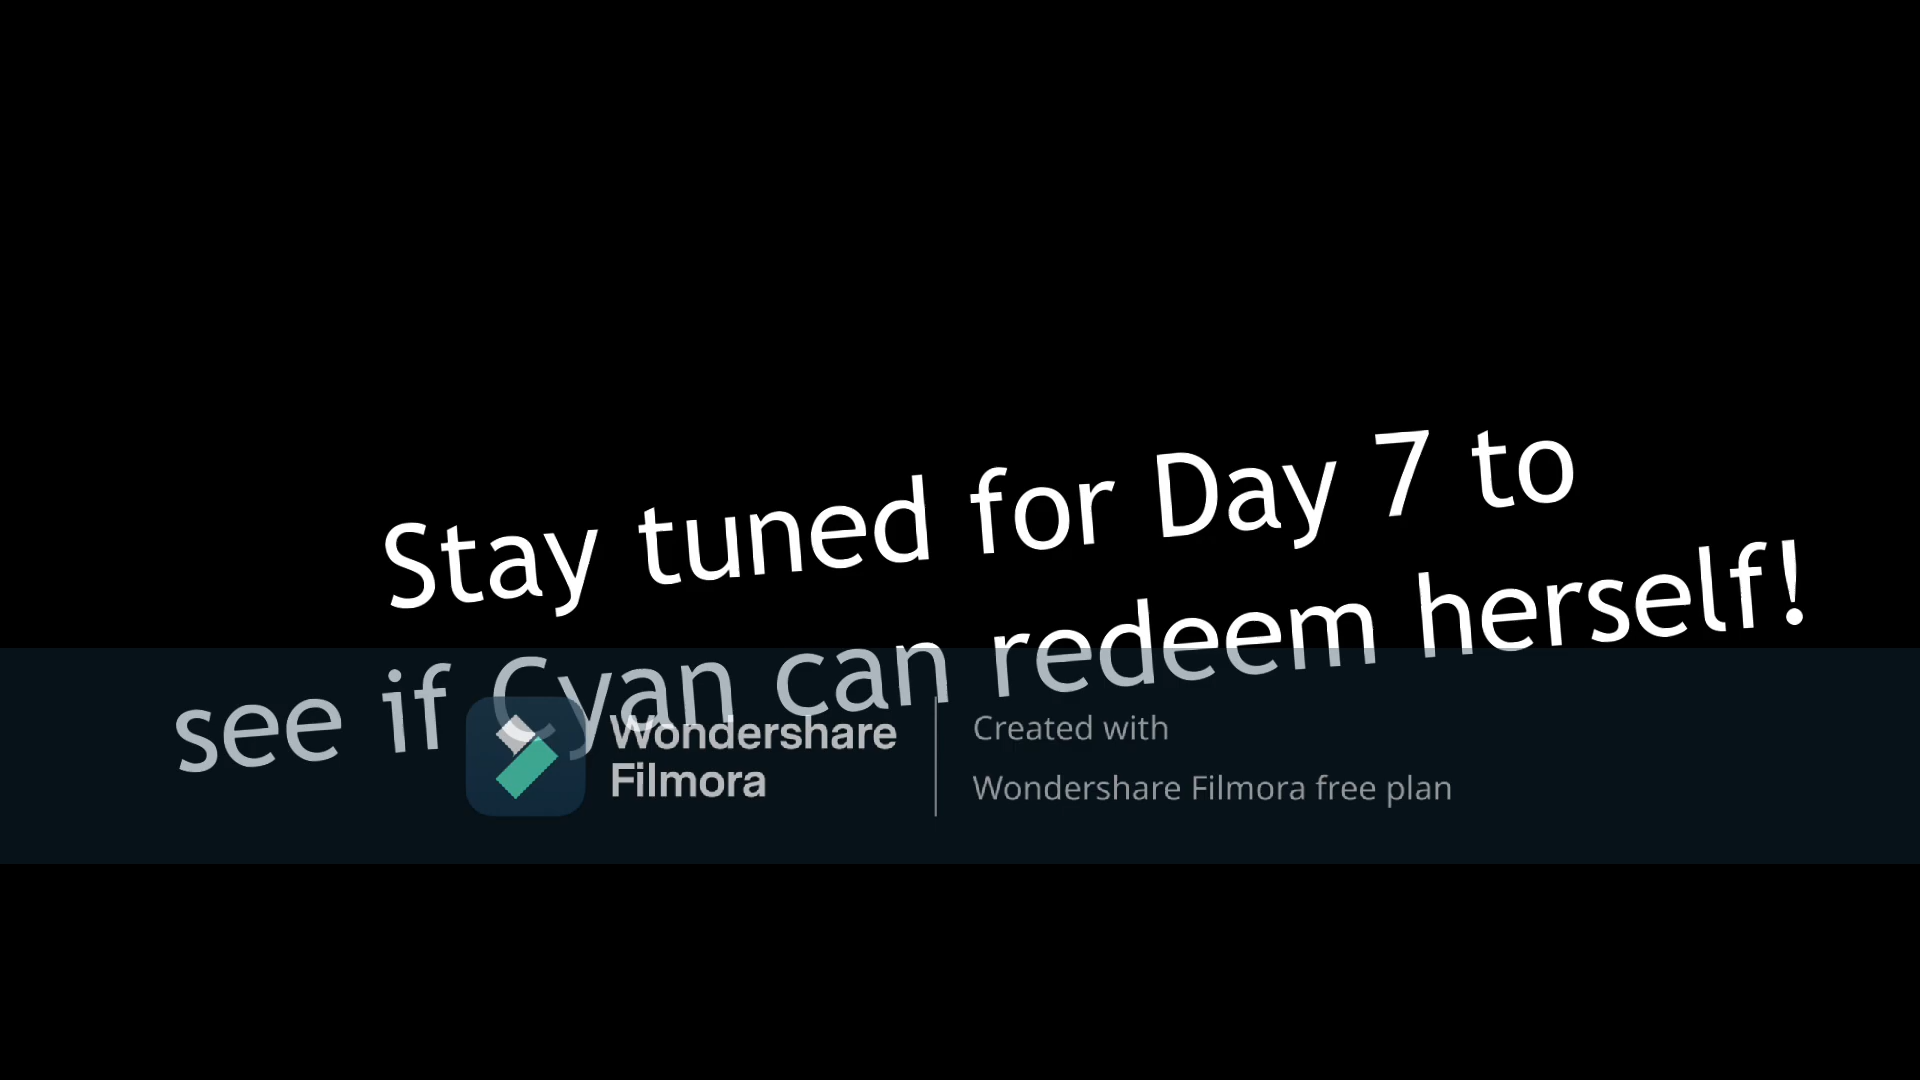 Stay tuned for Day 7 to
see if Cyan can redeem herself!
Wondershare
Filmora
Created with
Wondershare Filmora free plan